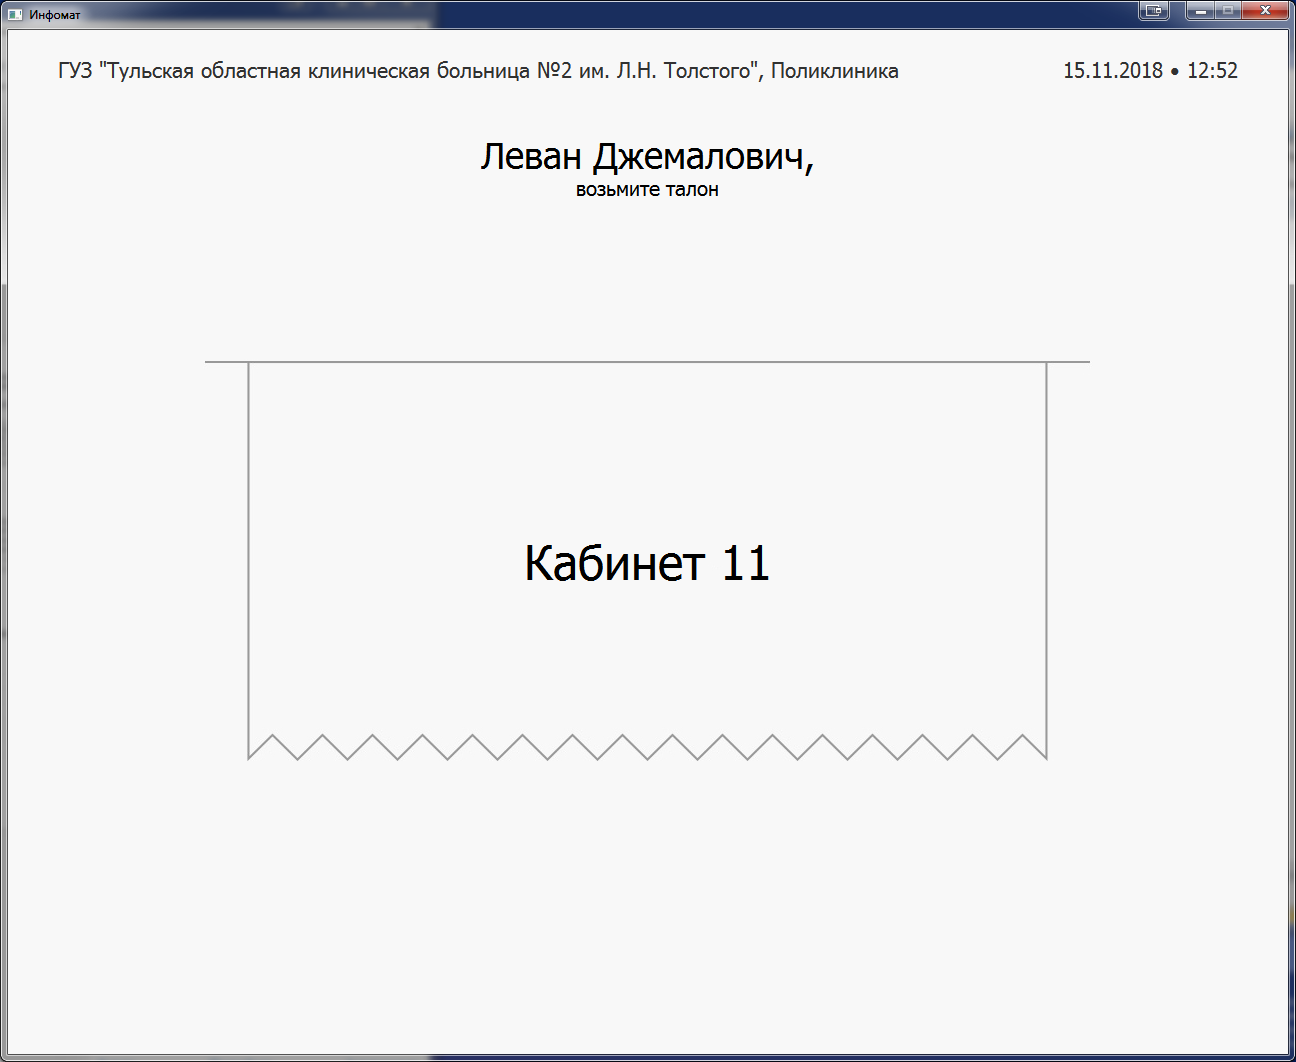 Инфомат
ГУЗ "Тульская областная клиническая больница №2 им. Л.Н. Толстого", Поликлиника 15.11.2018 • 12:52
Леван Джемалович,
возьмите талон
Кабинет 11